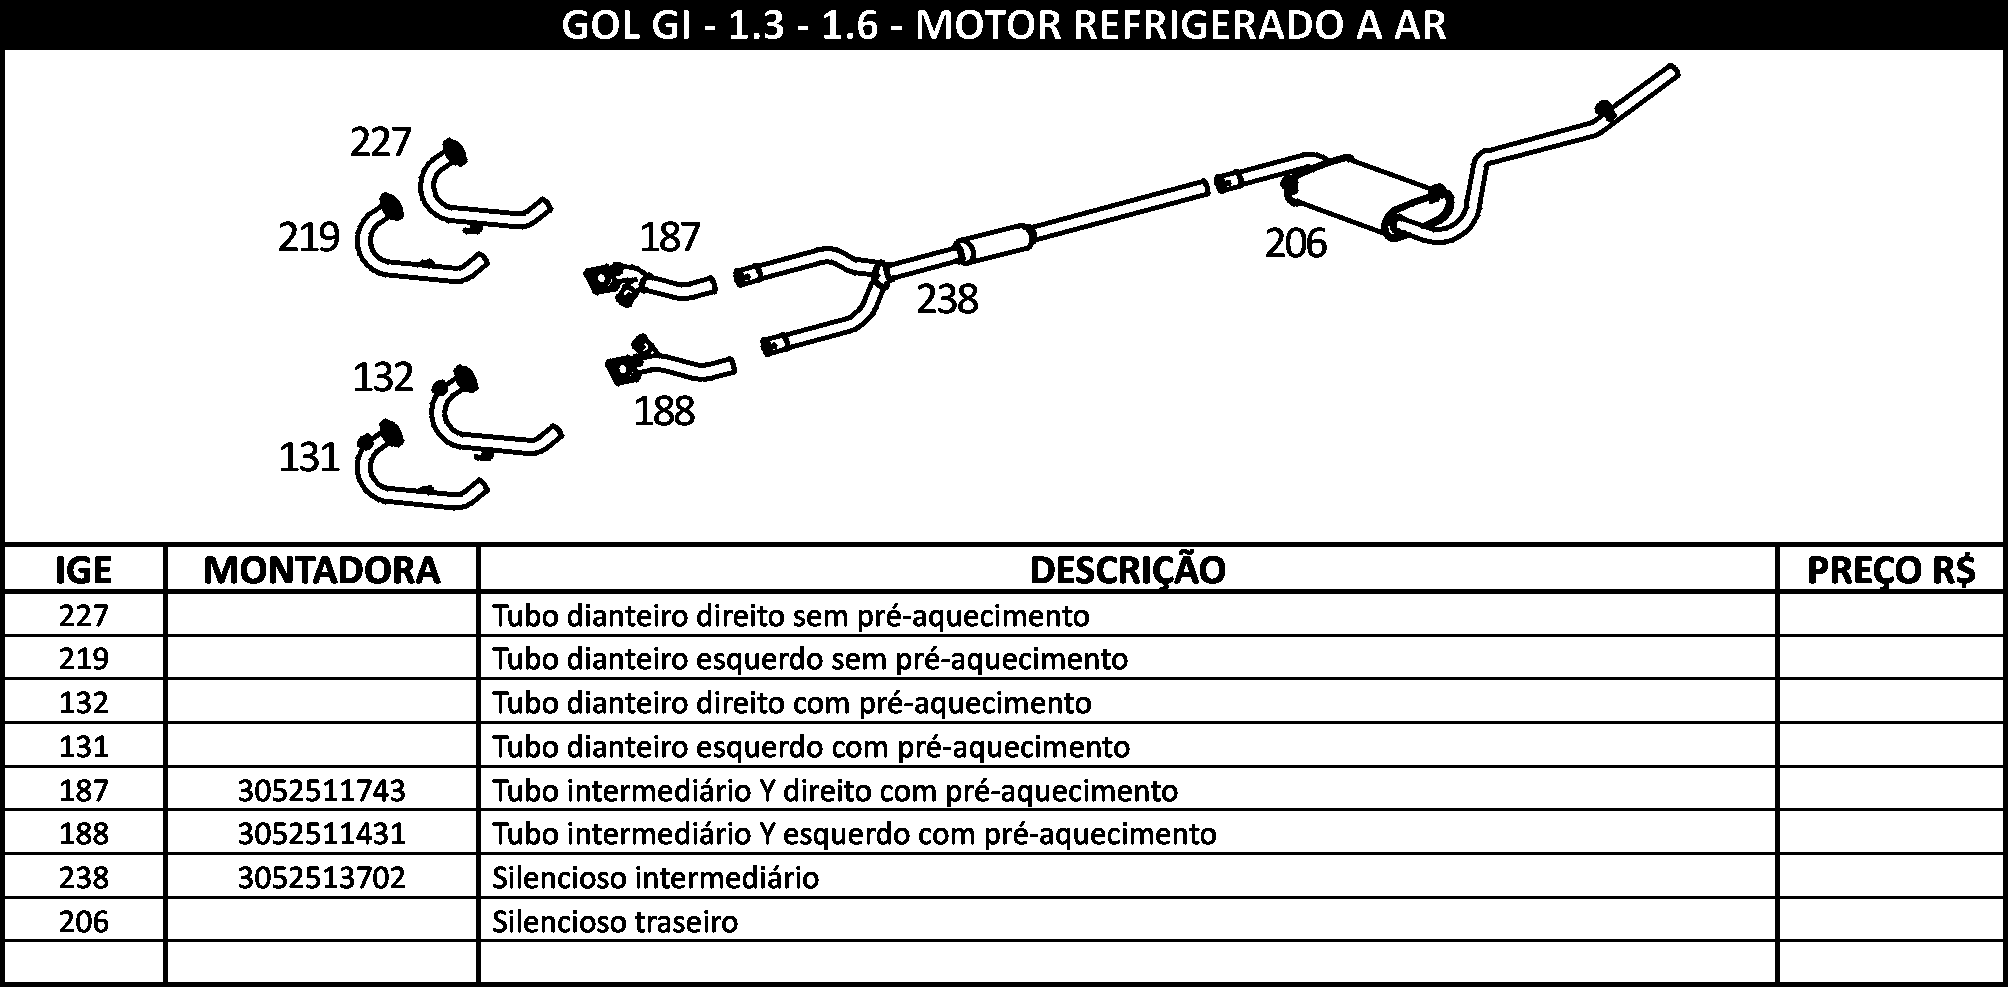 GOL GI - 1.3 - 1.6 - MOTOR REFRIGERADO A AR
227
219
187
206
238
132
188
131
IGE MONTADORA DESCRIÇÃO PREÇO R$
227 Tubo dianteiro direito sem pré-aquecimento
219 Tubo dianteiro esquerdo sem pré-aquecimento
132 Tubo dianteiro direito com pré-aquecimento
131 Tubo dianteiro esquerdo com pré-aquecimento
187 3052511743 Tubo intermediário Y direito com pré-aquecimento
188 3052511431 Tubo intermediário Y esquerdo com pré-aquecimento
238 3052513702 Silencioso intermediário
206 Silencioso traseiro